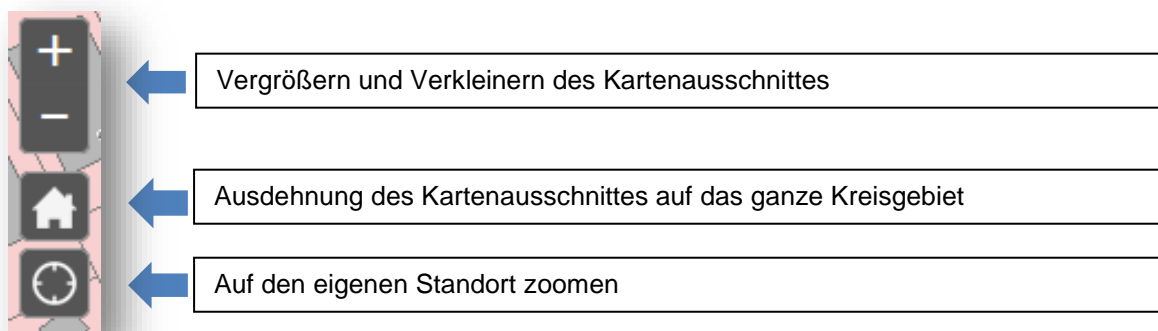 +
Vergrößern und Verkleinern des Kartenausschnittes
−
Ausdehnung des Kartenausschnittes auf das ganze Kreisgebiet
Auf den eigenen Standort zoomen